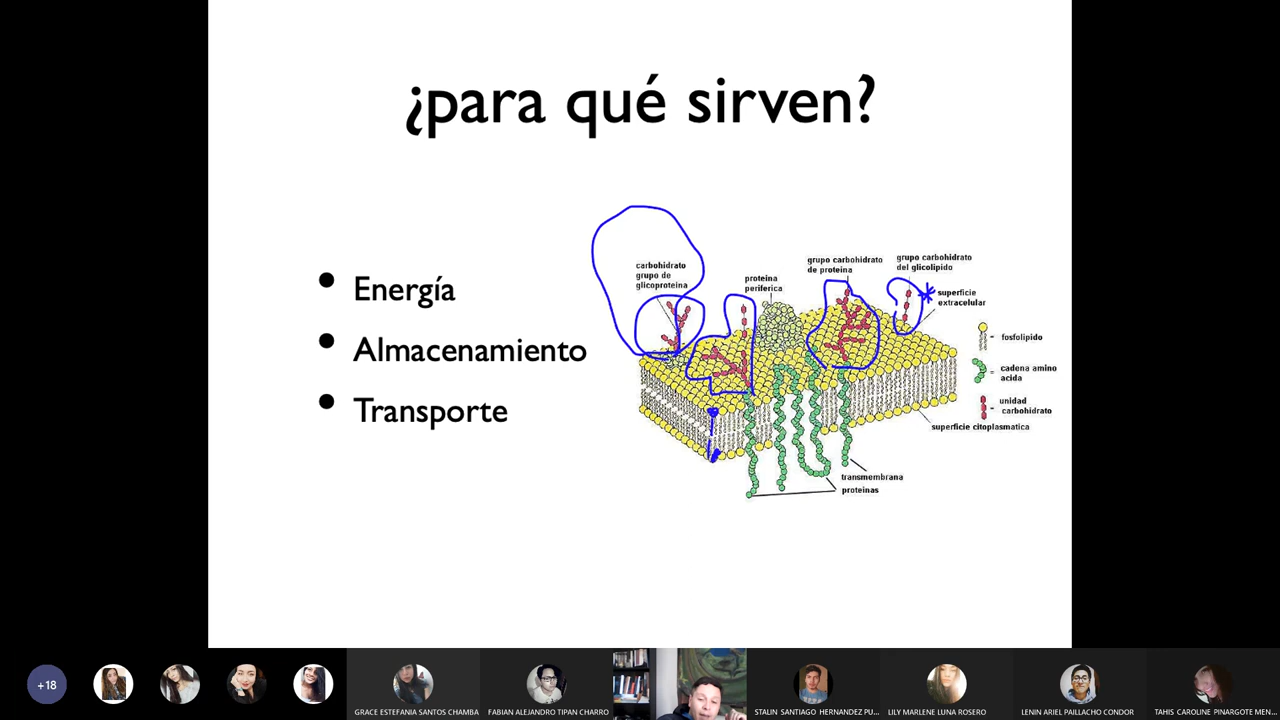 ¿para qué sirven?
• Energía
• Almacenamiento
• Transporte
carbohidrato
grupo de
glicoproteina
proteina
periferica
grupo carbohidrato
de proteina
grupo carbohidrato
del glicolipido
superficie
extracelular
fosfolipido
cadena amino
acida
unidad
carbohidrato
superficie citoplasmatica
transmembrana
proteinas
+18
GRACE ESTEFANIA SANTOS CHAMBA
FABIAN ALEJANDRO TIPAN CHARRO
STALIN SANTIAGO HERNANDEZ PU...
LILY MARLENE LUNA ROSERO
LENIN ARIEL PAILLACHO CONDOR
TAHIS CAROLINE PINARGOTE MEN...